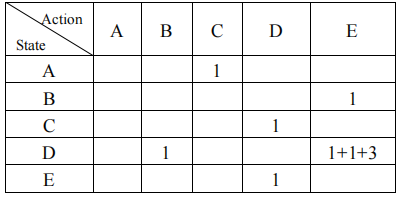 Action
State
A B C D E
A 1
B 1
C 1
D 1 1+1+3
E 1